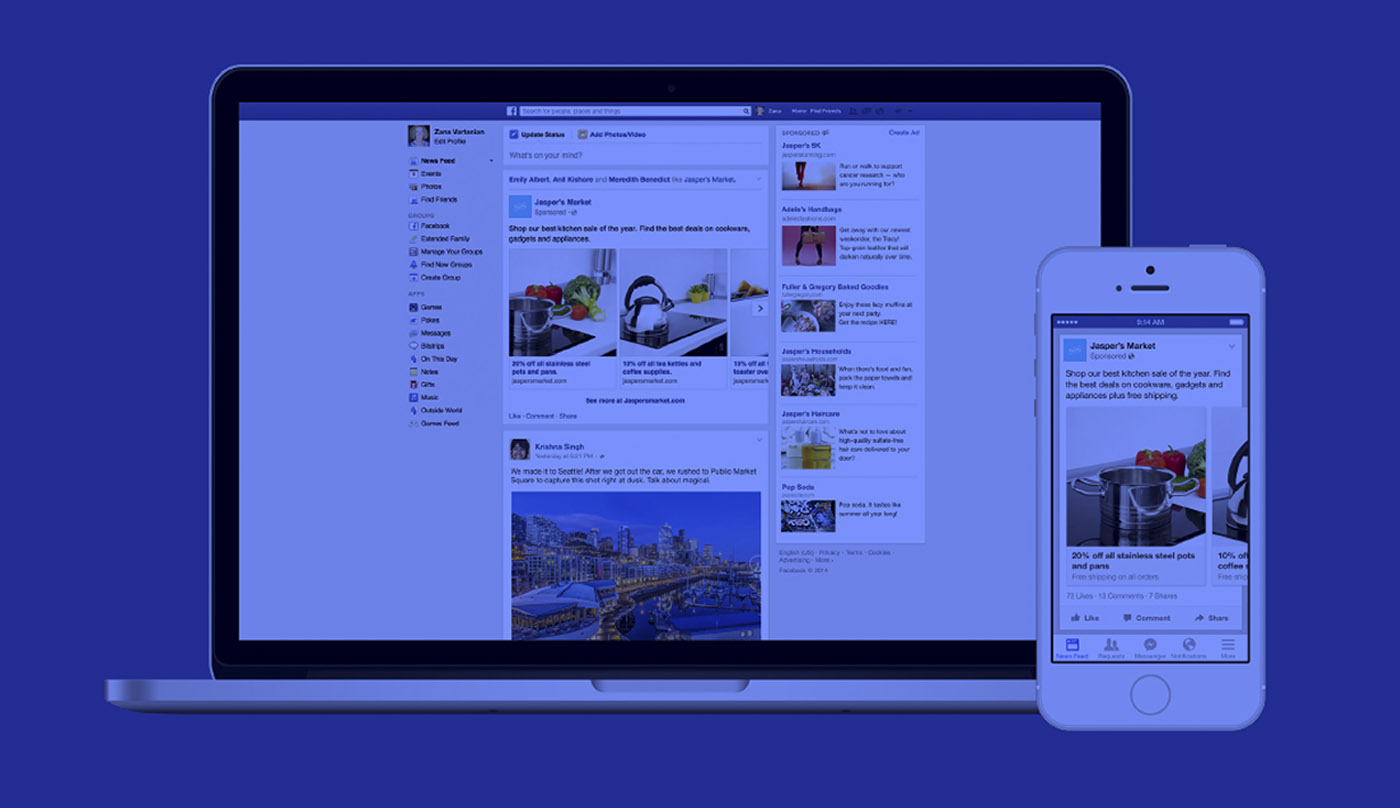 Search for people, places and things
Zana
Home
Find Friends
Zana Vartanian
Edit Profile
News Feed
Events
Photos
Find Friends
GROUPS
Facebook
Extended Family
Manage Your Groups
Find New Groups
Create Group
APPS
Games
Pokes
Messages
Bitstrips
On This Day
Notes
Gifts
Music
Outside World
Games Feed
Update Status
Add Photos/Video
What's on your mind?
Emily Albert, Anil Kishore and Meredith Benedict like Jasper's Market.
Jasper's Market
Sponsored ·
Shop our best kitchen sale of the year. Find the best deals on cookware,
gadgets and appliances.
20% off all stainless steel
pots and pans.
jaspersmarket.com
10% off all tea kettles and
coffee supplies.
jaspersmarket.com
10% off all
toaster ove
jaspersmark
See more at Jaspersmarket.com
Like · Comment · Share
Krishna Singh
Yesterday at 5:21 PM ·
We made it to Seattle! After we got out the car, we rushed to Public Market
Square to capture this shot right at dusk. Talk about magical.
SPONSORED
Create Ad
Jasper's 5K
jaspersrunning.com
Run or walk to support
cancer research — who
are you running for?
Adele's Handbags
adelesfashions.com
Get away with our newest
weekender, the Tracy!
Top-grain leather that will
darken naturally over time.
Fuller & Gregory Baked Goodies
Enjoy these lazy muffins at
your next party.
Get the recipe HERE!
Jasper's Households
jaspershouseholds.com
When there's food and fun,
pack the paper towels and
keep it clean.
Jasper's Haircare
jaspershaircare.com
What's not to love about
high-quality sulfate-free
hair care delivered to your
door?
Pop Soda
popsoda.com
Pop soda. It tastes like
summer all year long!
English (US) · Privacy · Terms · Cookies ·
Advertising · More
Facebook © 2014
9:14 AM
Jasper's Market
Sponsored
Shop our best kitchen sale of the year. Find
the best deals on cookware, gadgets and
appliances plus free shipping.
20% off all stainless steel pots
and pans
Free shipping on all orders
10% of
coffee s
Free ship
72 Likes · 13 Comments · 7 Shares
Like
Comment
Share
News Feed
Requests
Messenger
Notifications
More